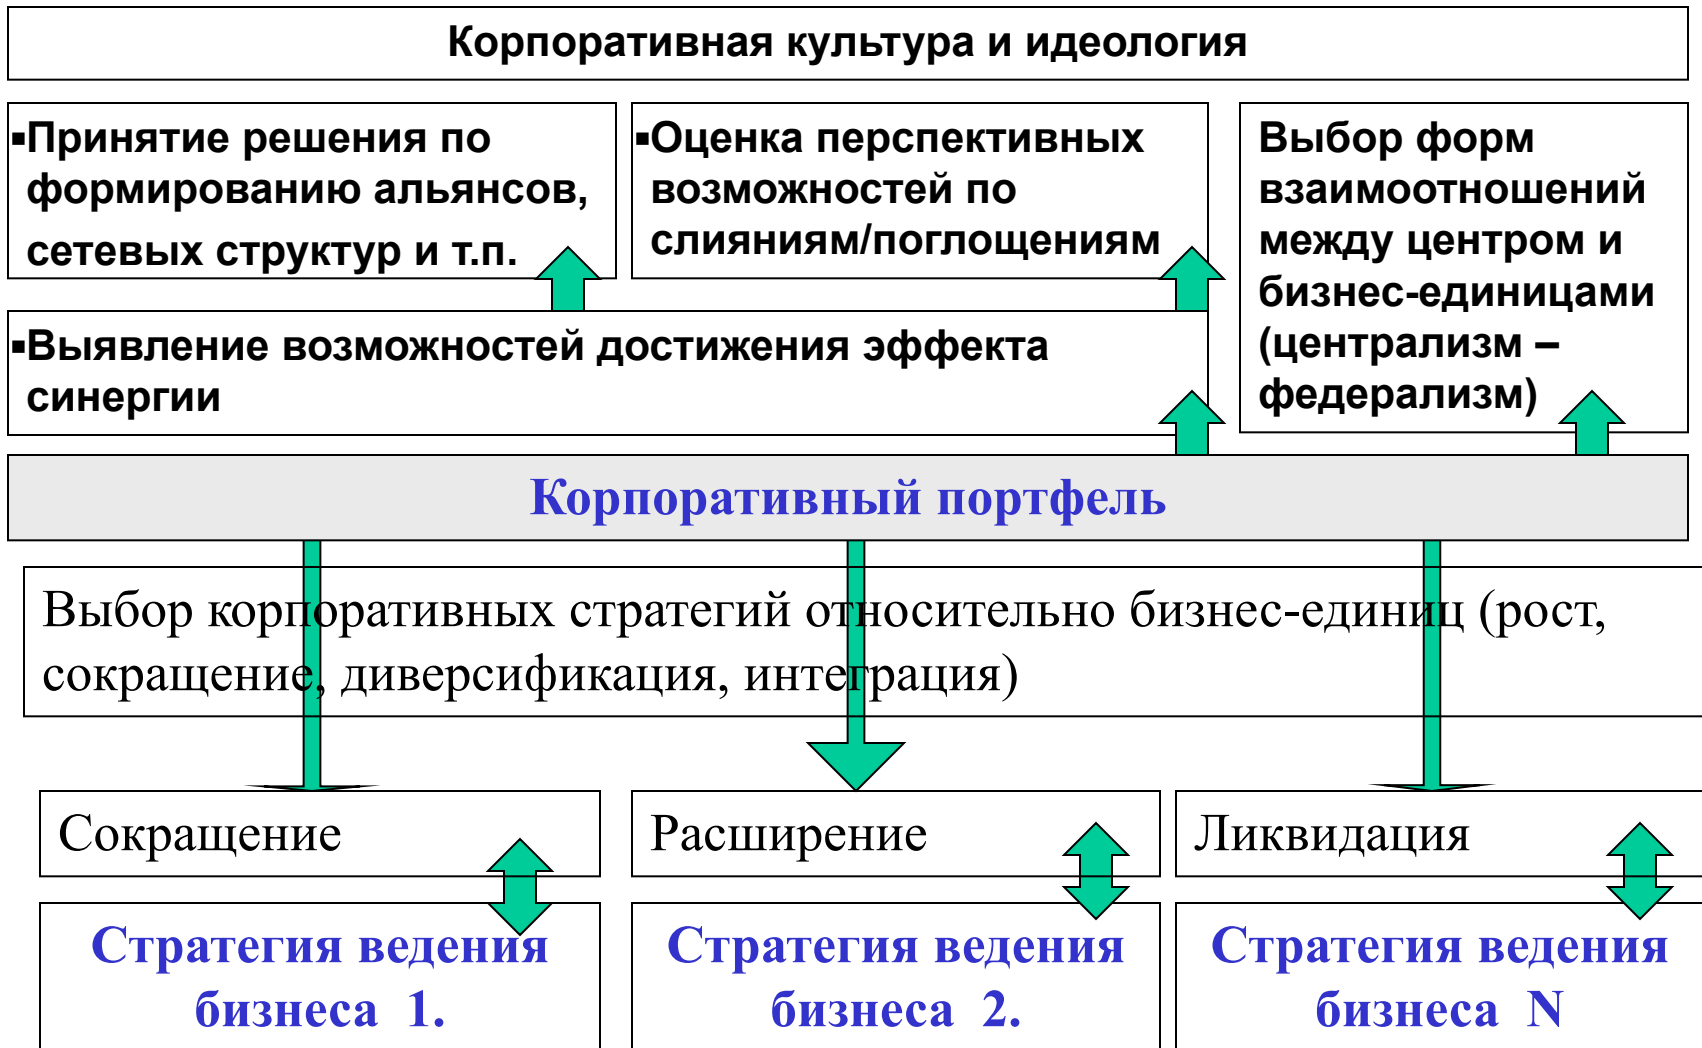 Корпоративная культура и идеология
▪Принятие решения по
формированию альянсов,
сетевых структур и т.п.
▪Оценка перспективных
возможностей по
слияниям/поглощениям
Выбор форм
взаимоотношений
между центром и
бизнес-единицами
(централизм –
федерализм)
▪Выявление возможностей достижения эффекта
синергии
Корпоративный портфель
Выбор корпоративных стратегий относительно бизнес-единиц (рост,
сокращение, диверсификация, интеграция)
Сокращение
Расширение
Ликвидация
Стратегия ведения
бизнеса 1.
Стратегия ведения
бизнеса 2.
Стратегия ведения
бизнеса N